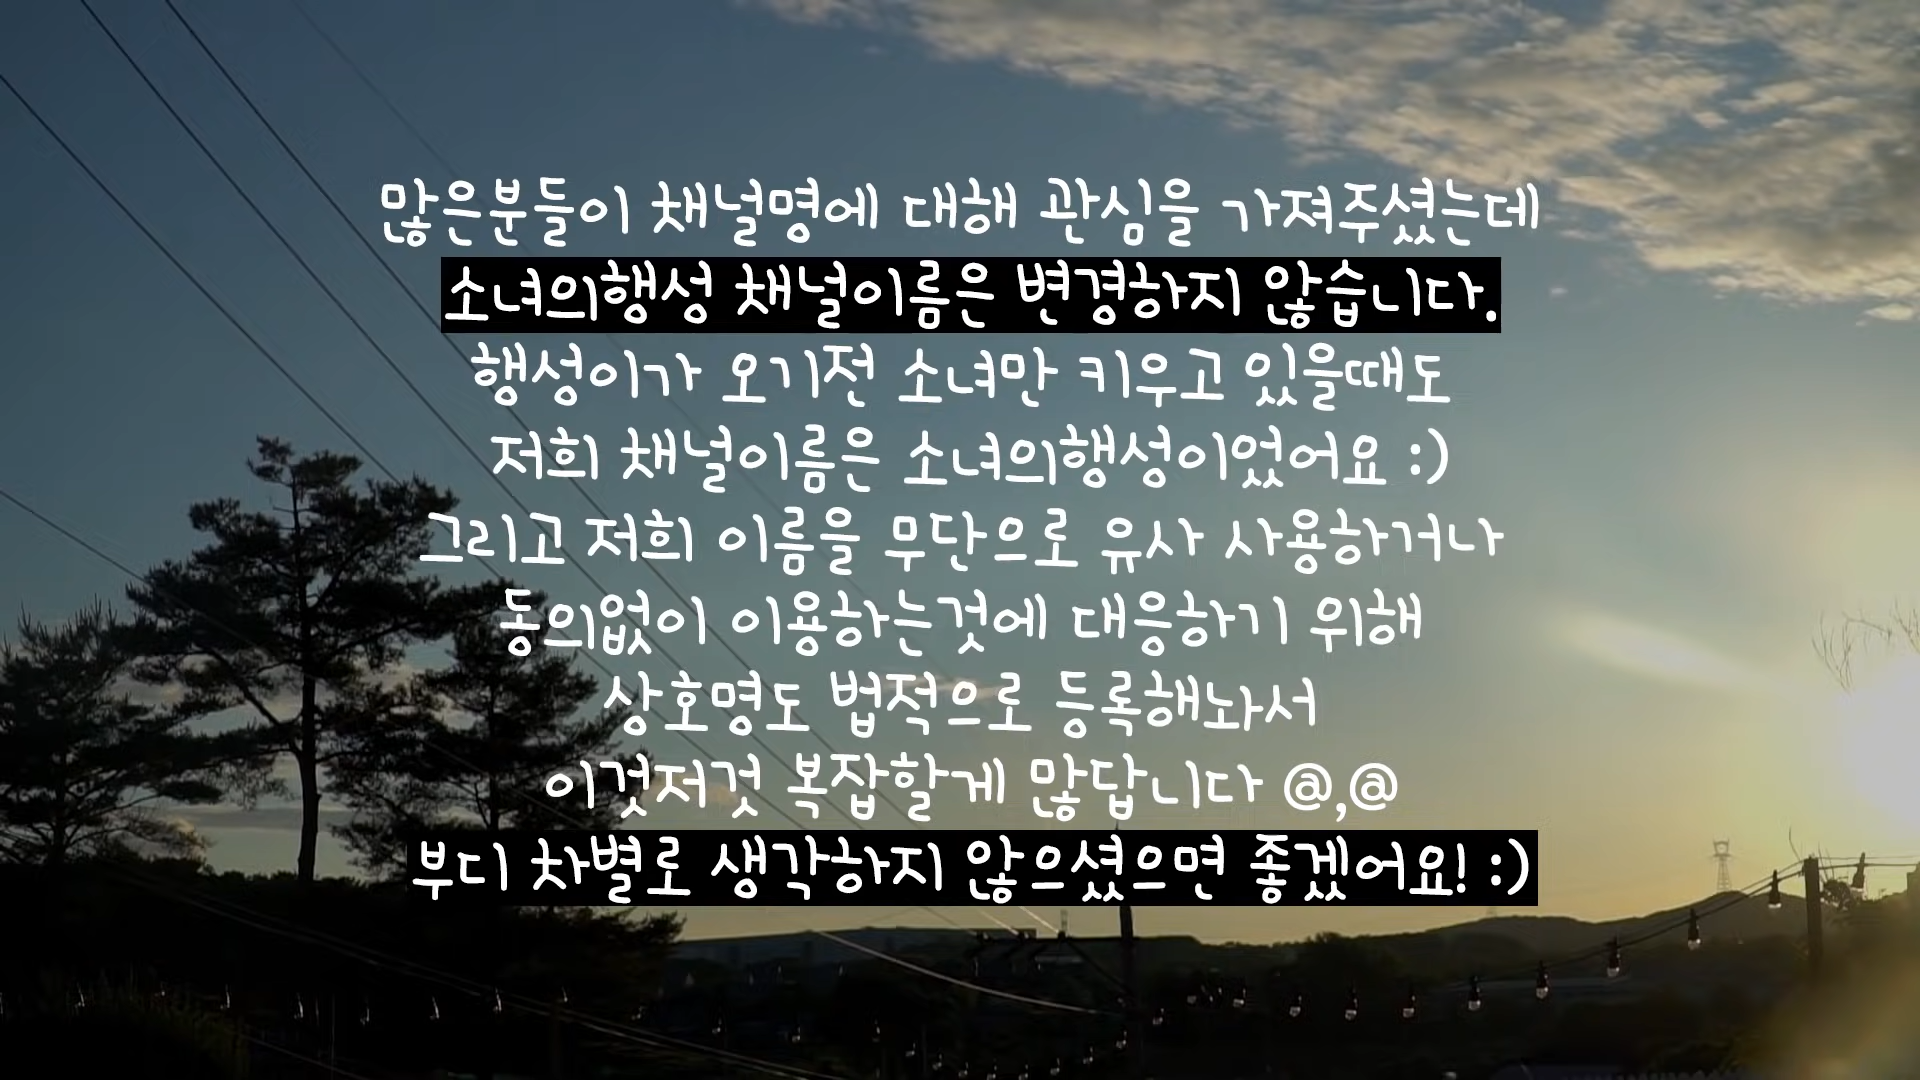 많은분들이 채널명에 대해 관심을 가져주셨는데
소녀의행성 채널이름은 변경하지 않습니다.
행성이가 오기전 소녀만 키우고 있을때도
저희 채널이름은 소녀의행성이었어요 :)
그리고 저희 이름을 무단으로 유사 사용하거나
동의없이 이용하는것에 대응하기 위해
상호명도 법적으로 등록해놔서
이것저것 복잡할게 많답니다 @,@
부디 차별로 생각하지 않으셨으면 좋겠어요! :)